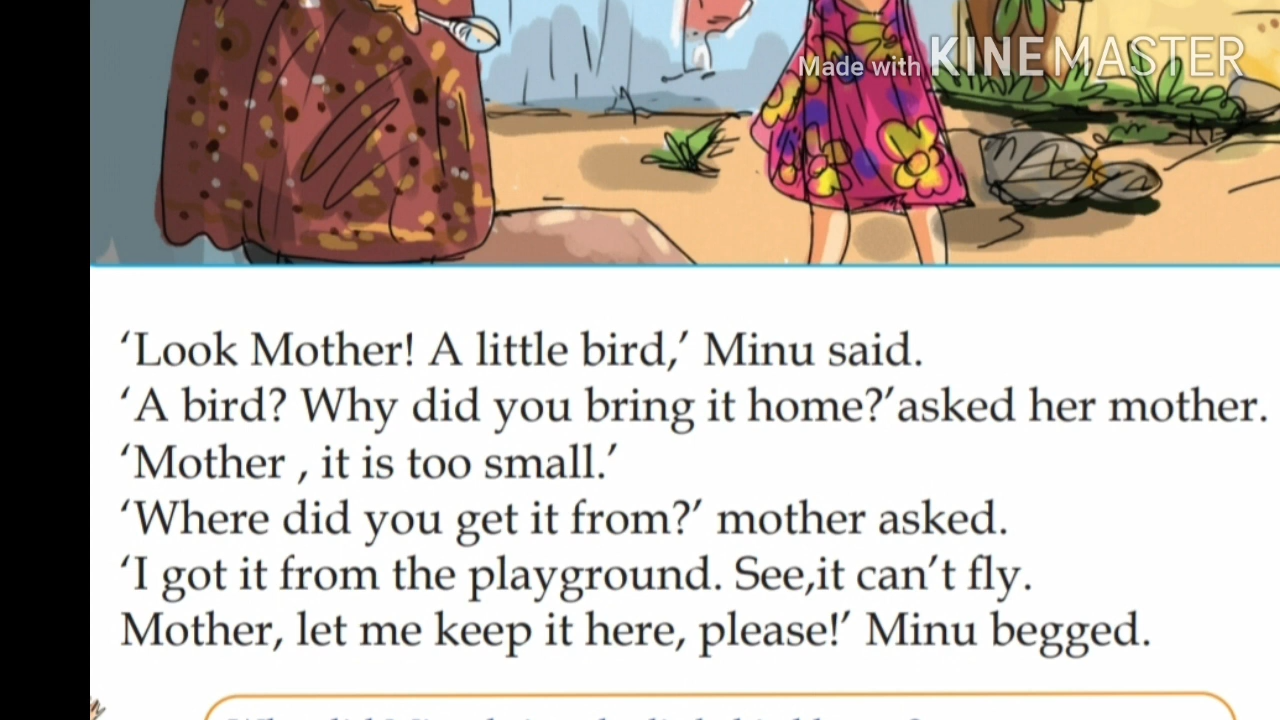 Made with KINEMASTER
‘Look Mother! A little bird,’ Minu said.
‘A bird? Why did you bring it home?’asked her mother.
‘Mother , it is too small.’
‘Where did you get it from?’ mother asked.
‘I got it from the playground. See,it can’t fly.
Mother, let me keep it here, please!’ Minu begged.